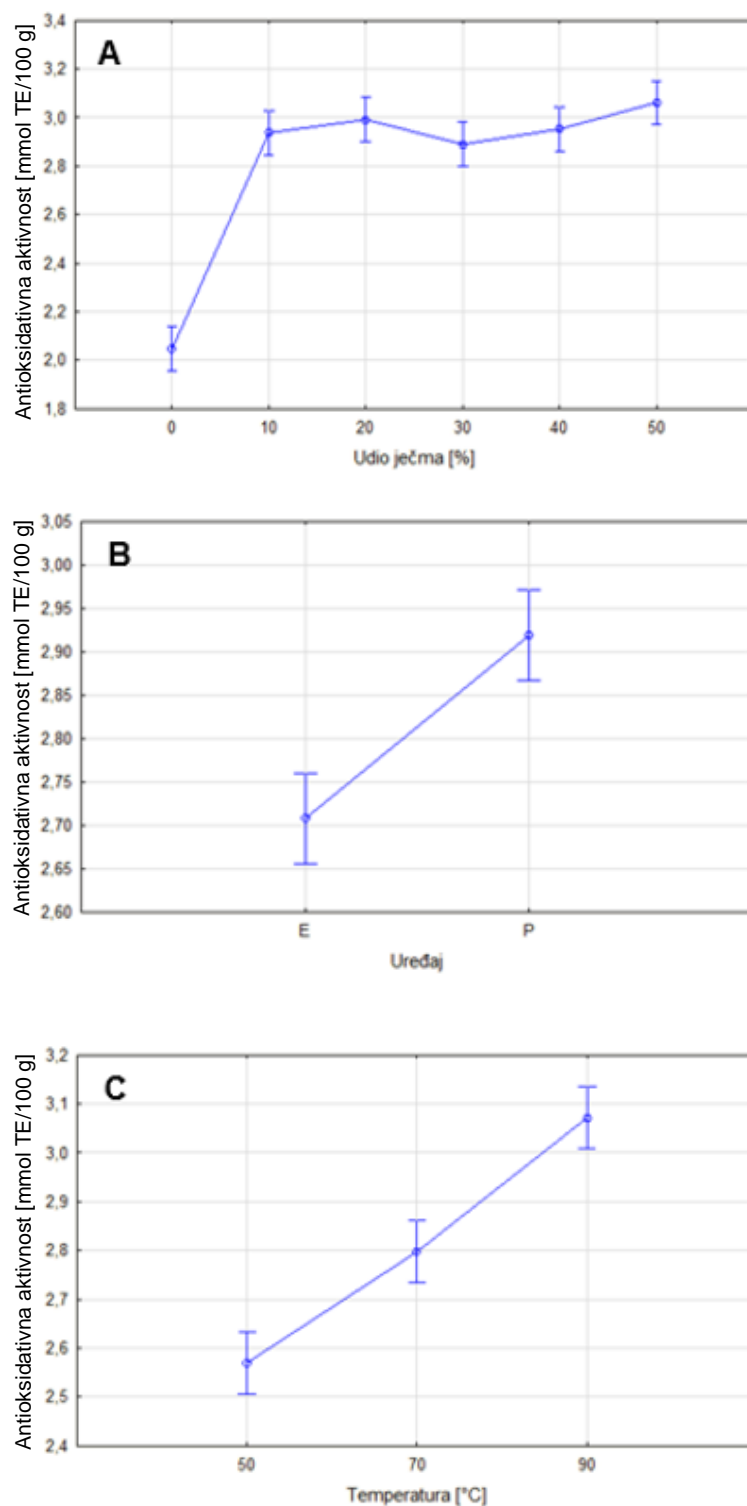 Antioksidativna aktivnost [mmol TE/100 g]
A
3,4
3,2
3,0
2,8
2,6
2,4
2,2
2,0
1,8
0 10 20 30 40 50
Udio ječma [%]
Antioksidativna aktivnost [mmol TE/100 g]
B
3,05
3,00
2,95
2,90
2,85
2,80
2,75
2,70
2,65
2,60
E P
Uređaj
Antioksidativna aktivnost [mmol TE/100 g]
C
3,2
3,1
3,0
2,9
2,8
2,7
2,6
2,5
2,4
50 70 90
Temperatura [°C]